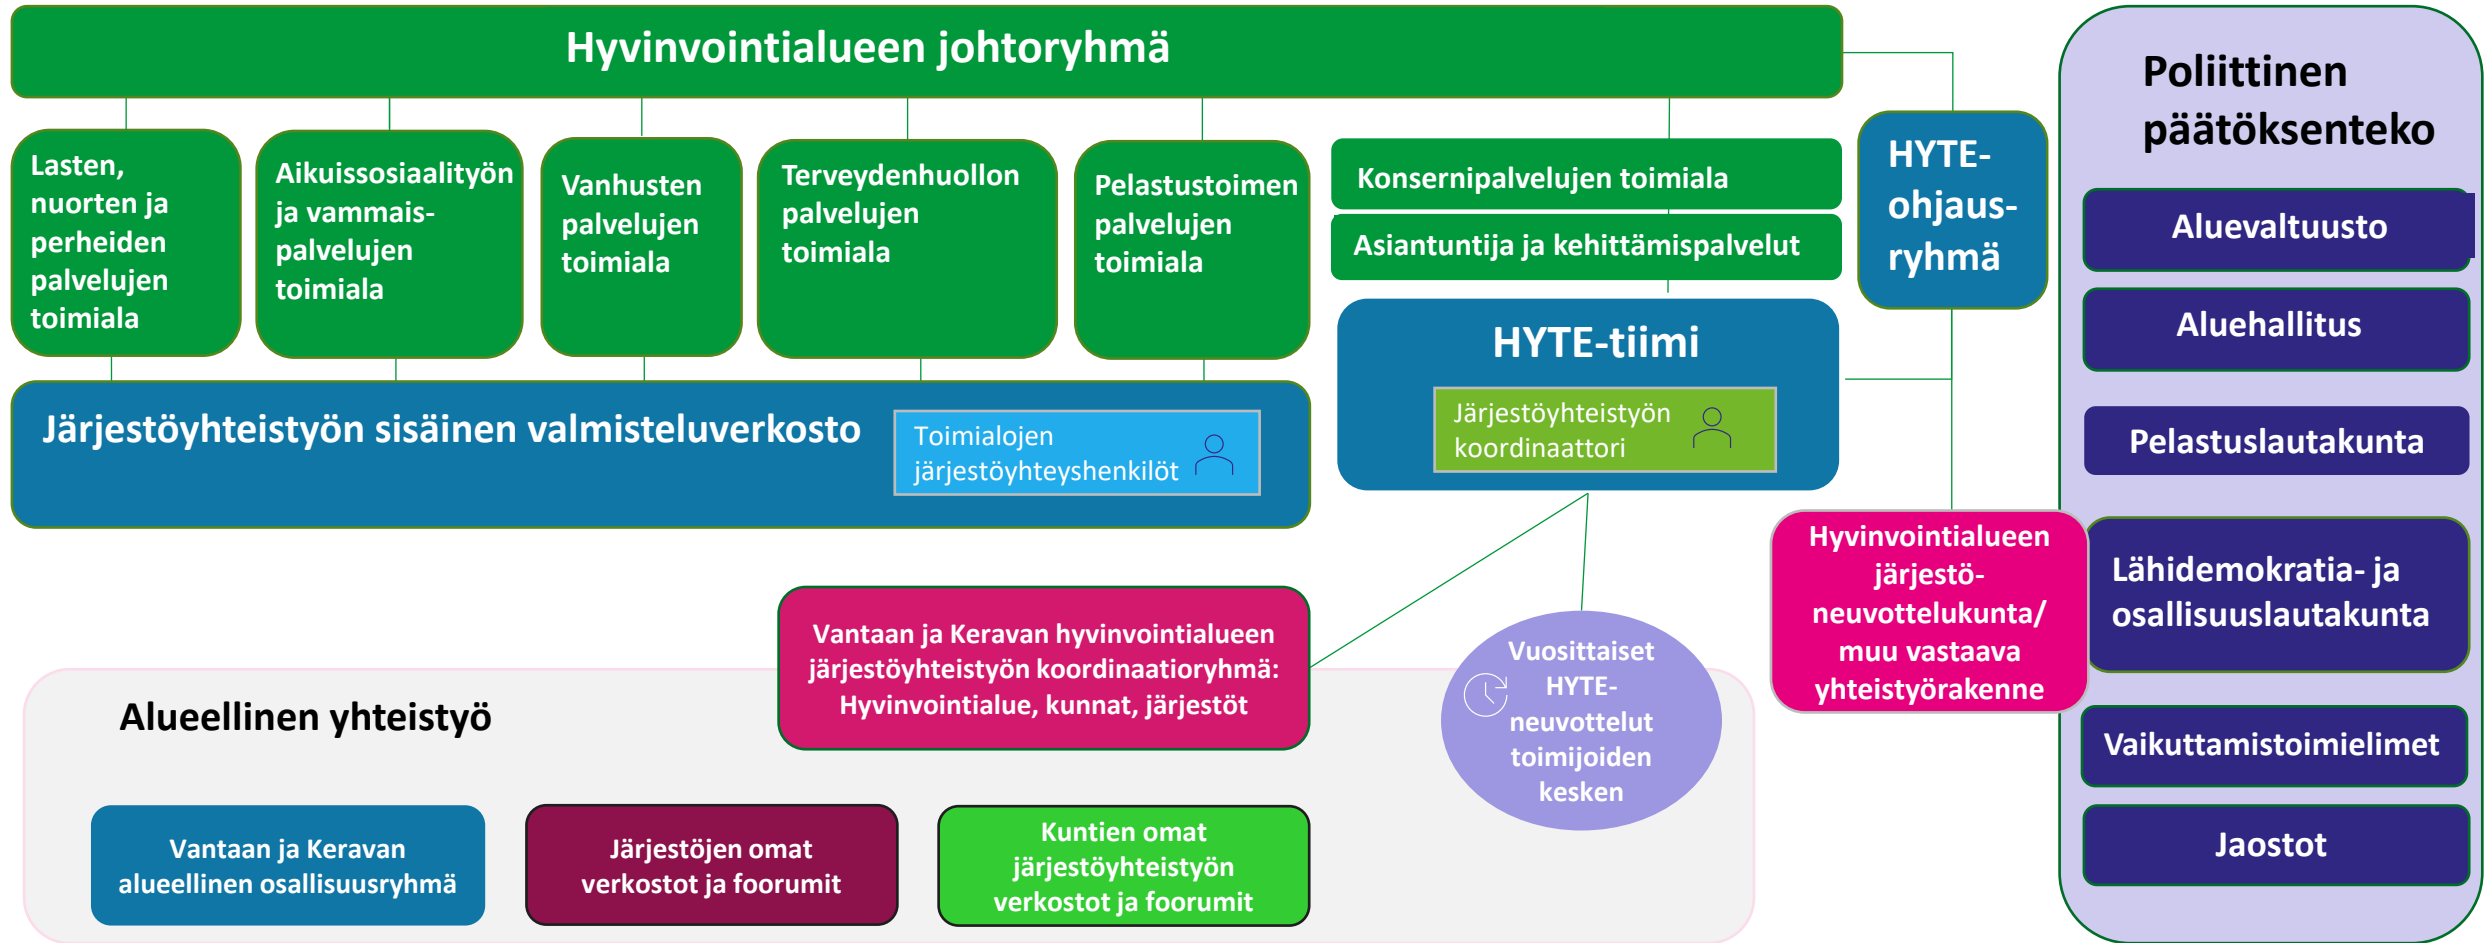 Hyvinvointialueen johtoryhmä
Lasten,
nuorten ja
perheiden
palvelujen
toimiala
Aikuissosiaalityön
ja vammais-
palvelujen
toimiala
Vanhusten
palvelujen
toimiala
Terveydenhuollon
palvelujen
toimiala
Pelastustoimen
palvelujen
toimiala
Konsernipalvelujen toimiala
Asiantuntija ja kehittämispalvelut
HYTE-
ohjaus-
ryhmä
HYTE-tiimi
Järjestöyhteistyön
koordinaattori
Järjestöyhteistyön sisäinen valmisteluverkosto
Toimialojen
järjestöyhteyshenkilöt
Hyvinvointialueen
järjestö-
neuvottelukunta/
muu vastaava
yhteistyörakenne
Vantaan ja Keravan hyvinvointialueen
järjestöyhteistyön koordinaatioryhmä:
Hyvinvointialue, kunnat, järjestöt
Vuosittaiset
HYTE-
neuvottelut
toimijoiden
kesken
Alueellinen yhteistyö
Vantaan ja Keravan
alueellinen osallisuusryhmä
Järjestöjen omat
verkostot ja foorumit
Kuntien omat
järjestöyhteistyön
verkostot ja foorumit
Poliittinen
päätöksenteko
Aluevaltuusto
Aluehallitus
Pelastuslautakunta
Lähidemokratia- ja
osallisuuslautakunta
Vaikuttamistoimielimet
Jaostot